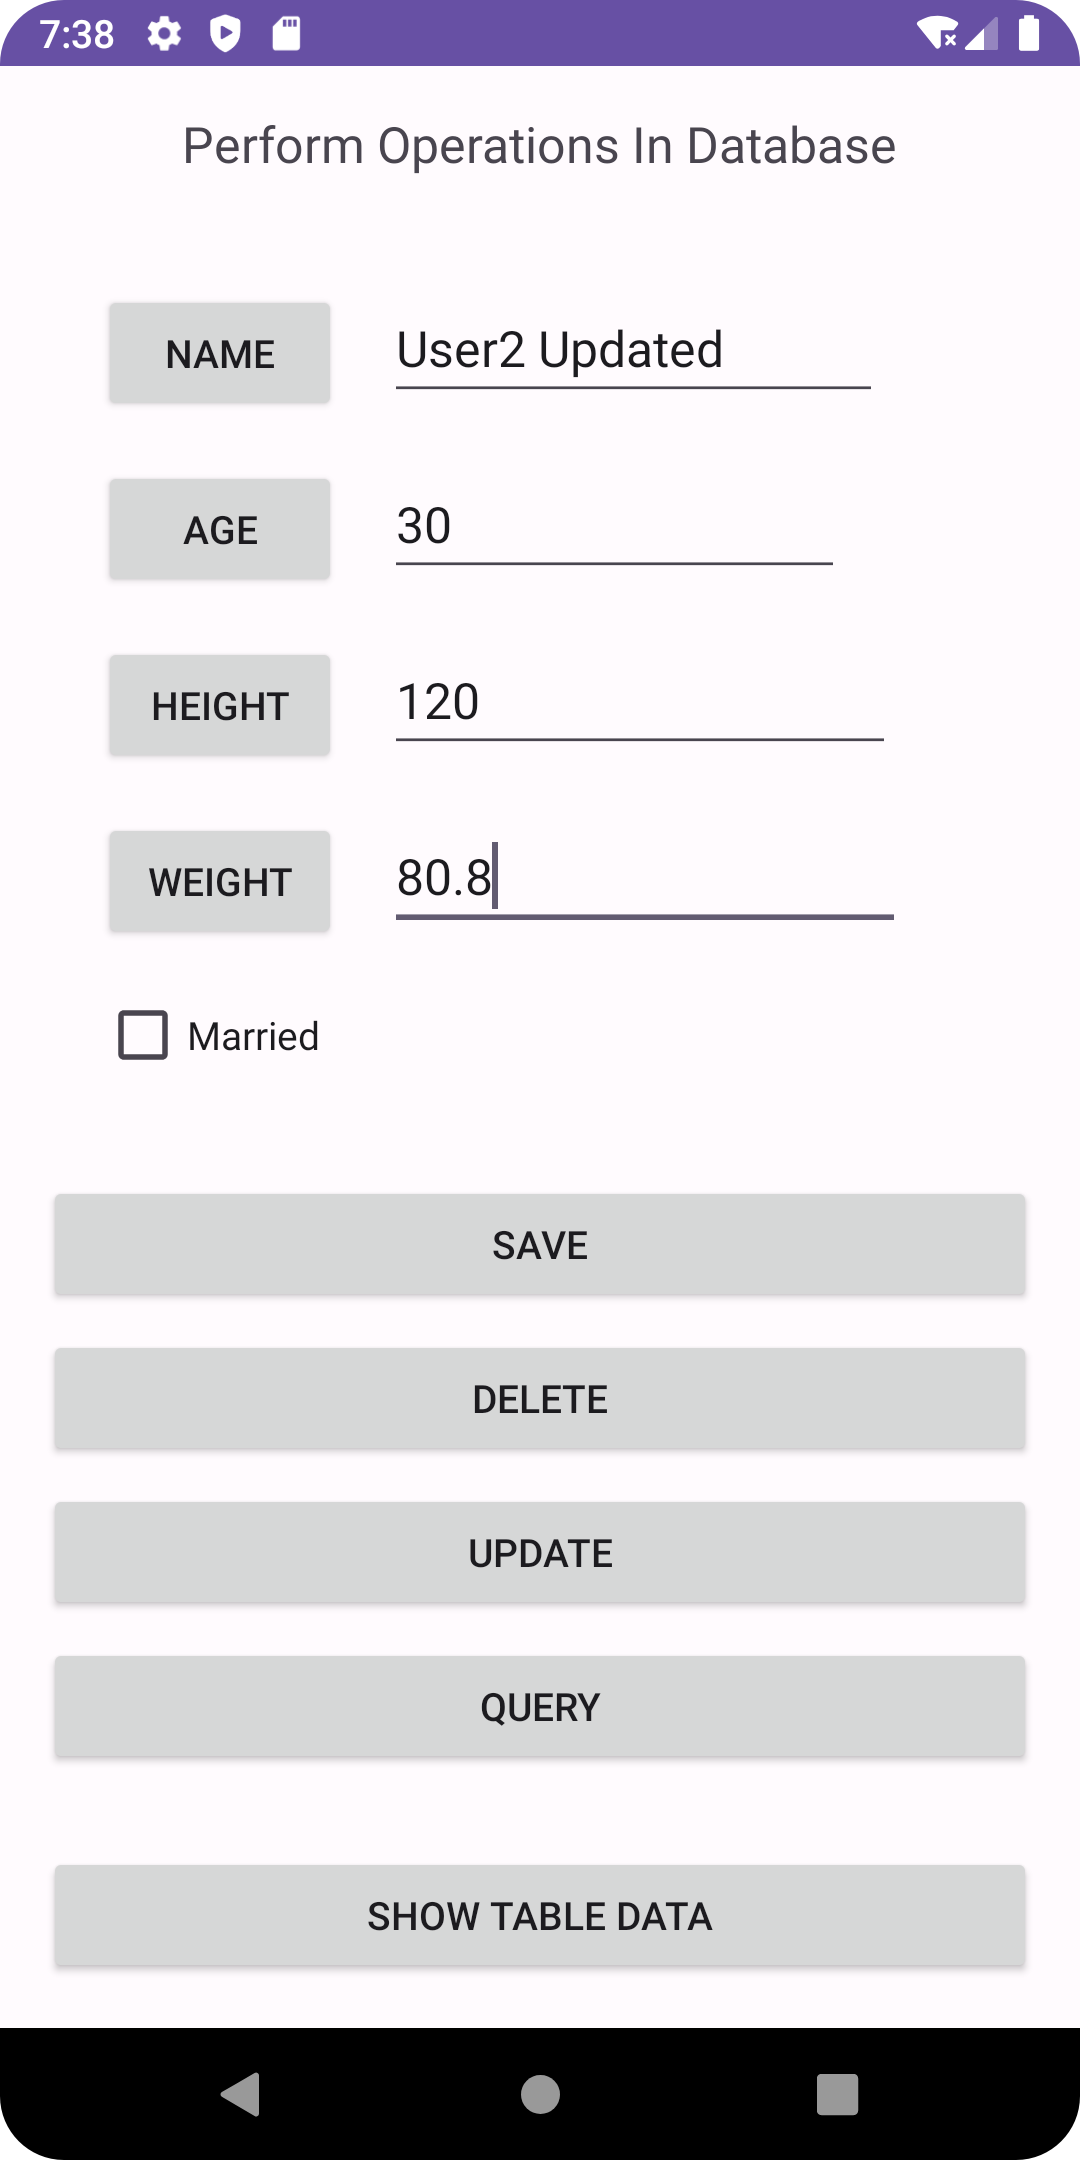 7:38
Perform Operations In Database
NAME
User2 Updated
AGE
30
HEIGHT
120
WEIGHT
80.8
Married
SAVE
DELETE
UPDATE
QUERY
SHOW TABLE DATA